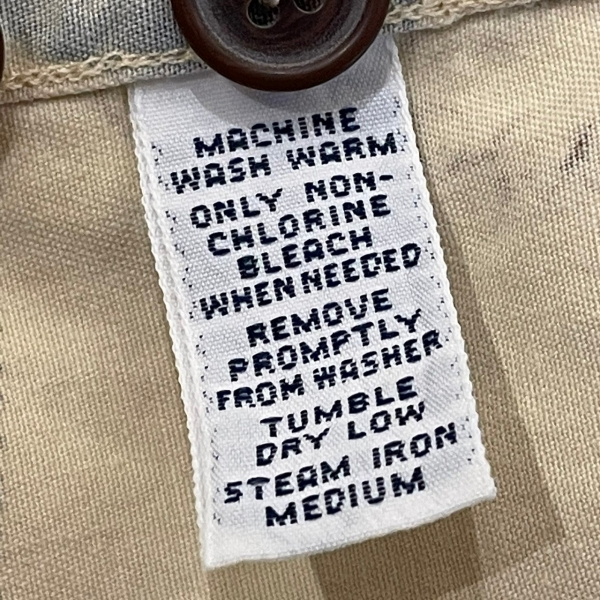 MACHINE
WASH WARM
ONLY NON-
CHLORINE
BLEACH
WHEN NEEDED
REMOVE
PROMPTLY
FROM WASHER
TUMBLE
DRY LOW
STEAM IRON
MEDIUM